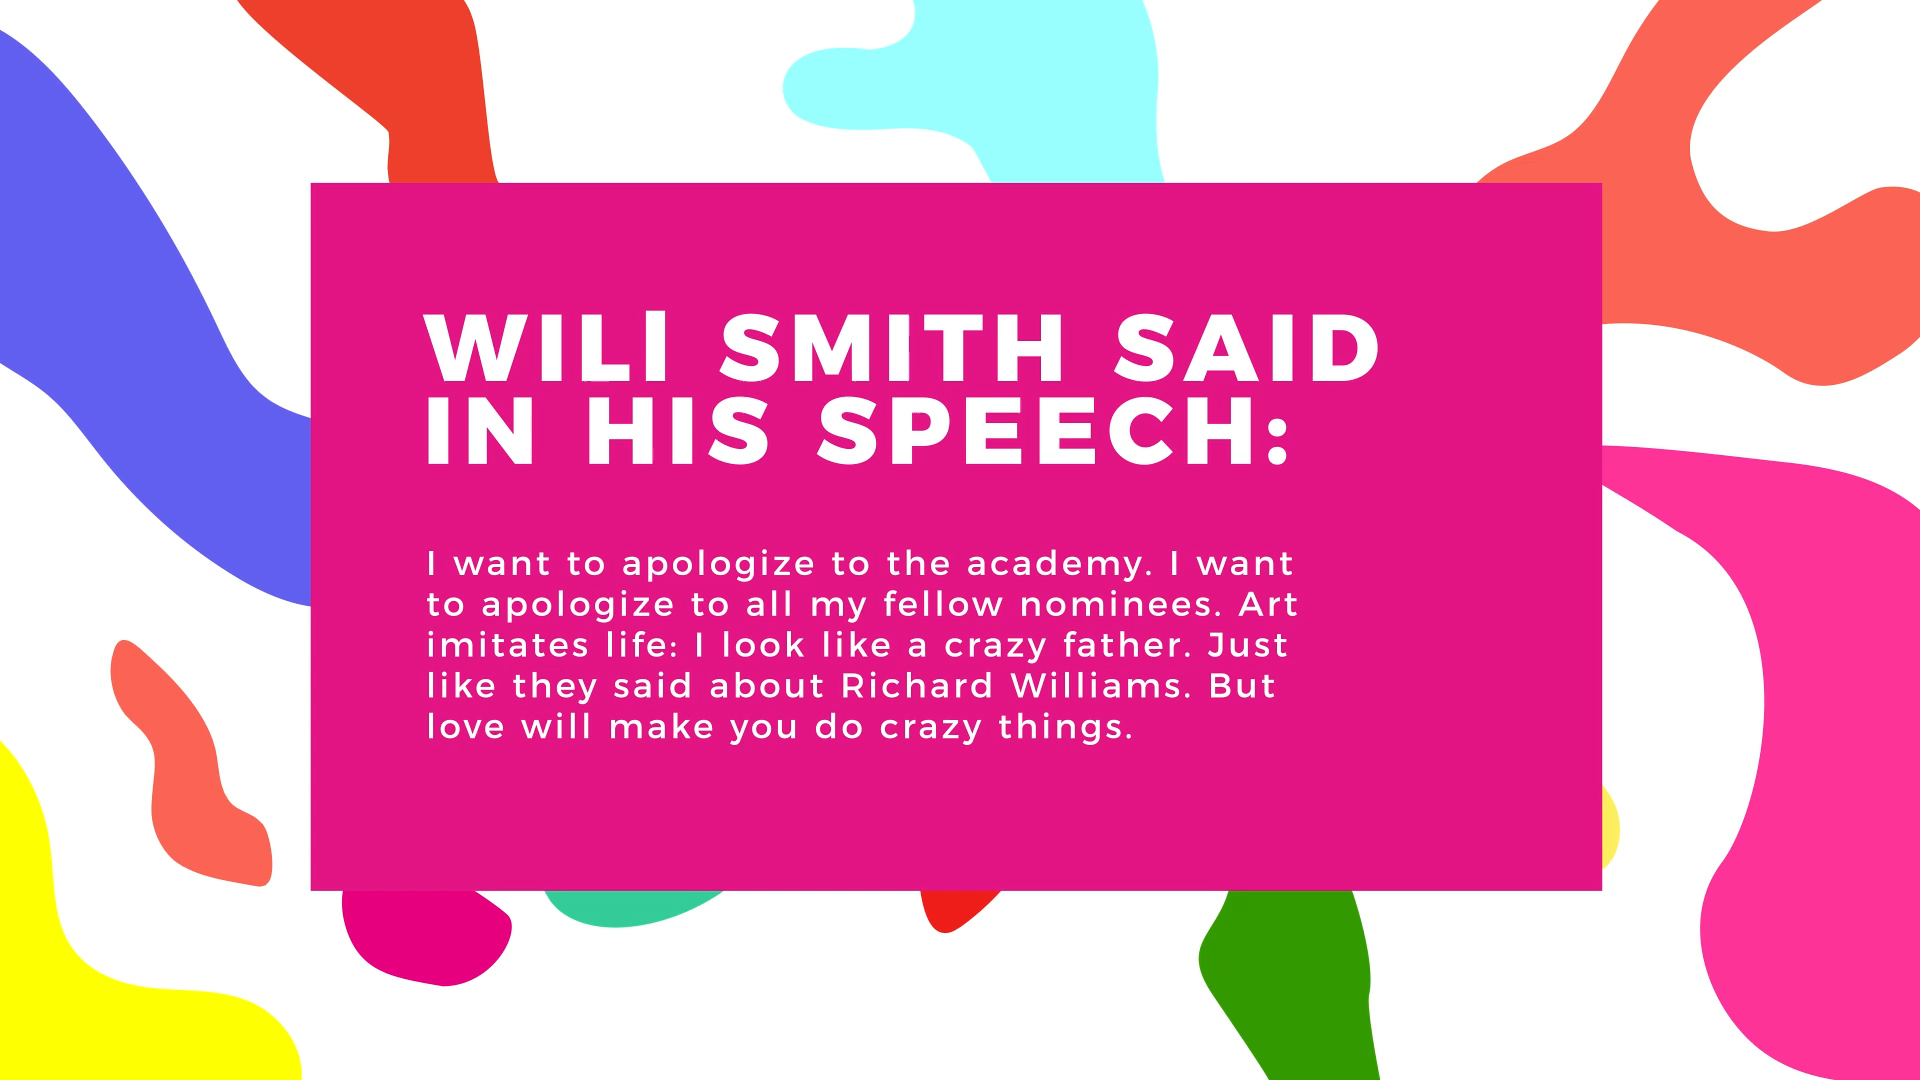 WILl SMITH SAID
IN HIS SPEECH:
I want to apologize to the academy. I want
to apologize to all my fellow nominees. Art
imitates life: I look like a crazy father. Just
like they said about Richard Williams. But
love will make you do crazy things.